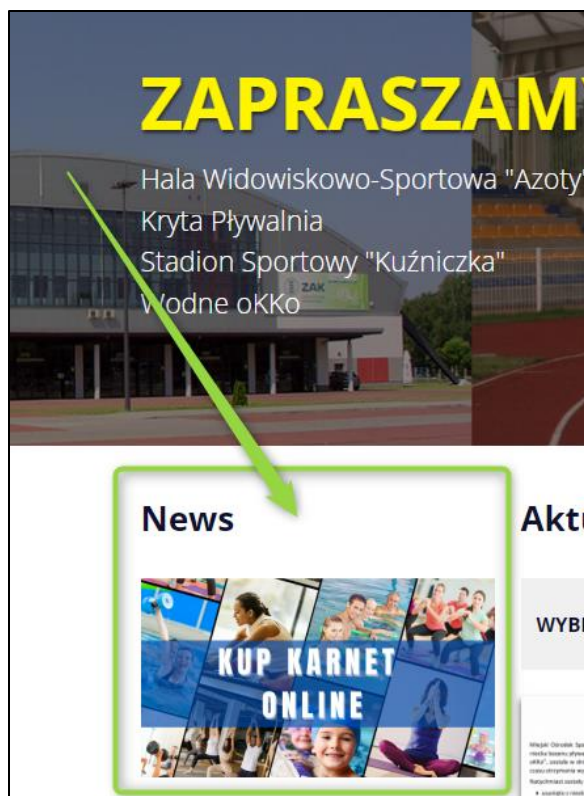 ZAPRASZAMY
Hala Widowiskowo-Sportowa "Azoty"
Kryta Pływalnia
Stadion Sportowy "Kuźniczka"
Wodne oKKo
ZAK
News
KUP KARNET
ONLINE
Aktu
WYBI